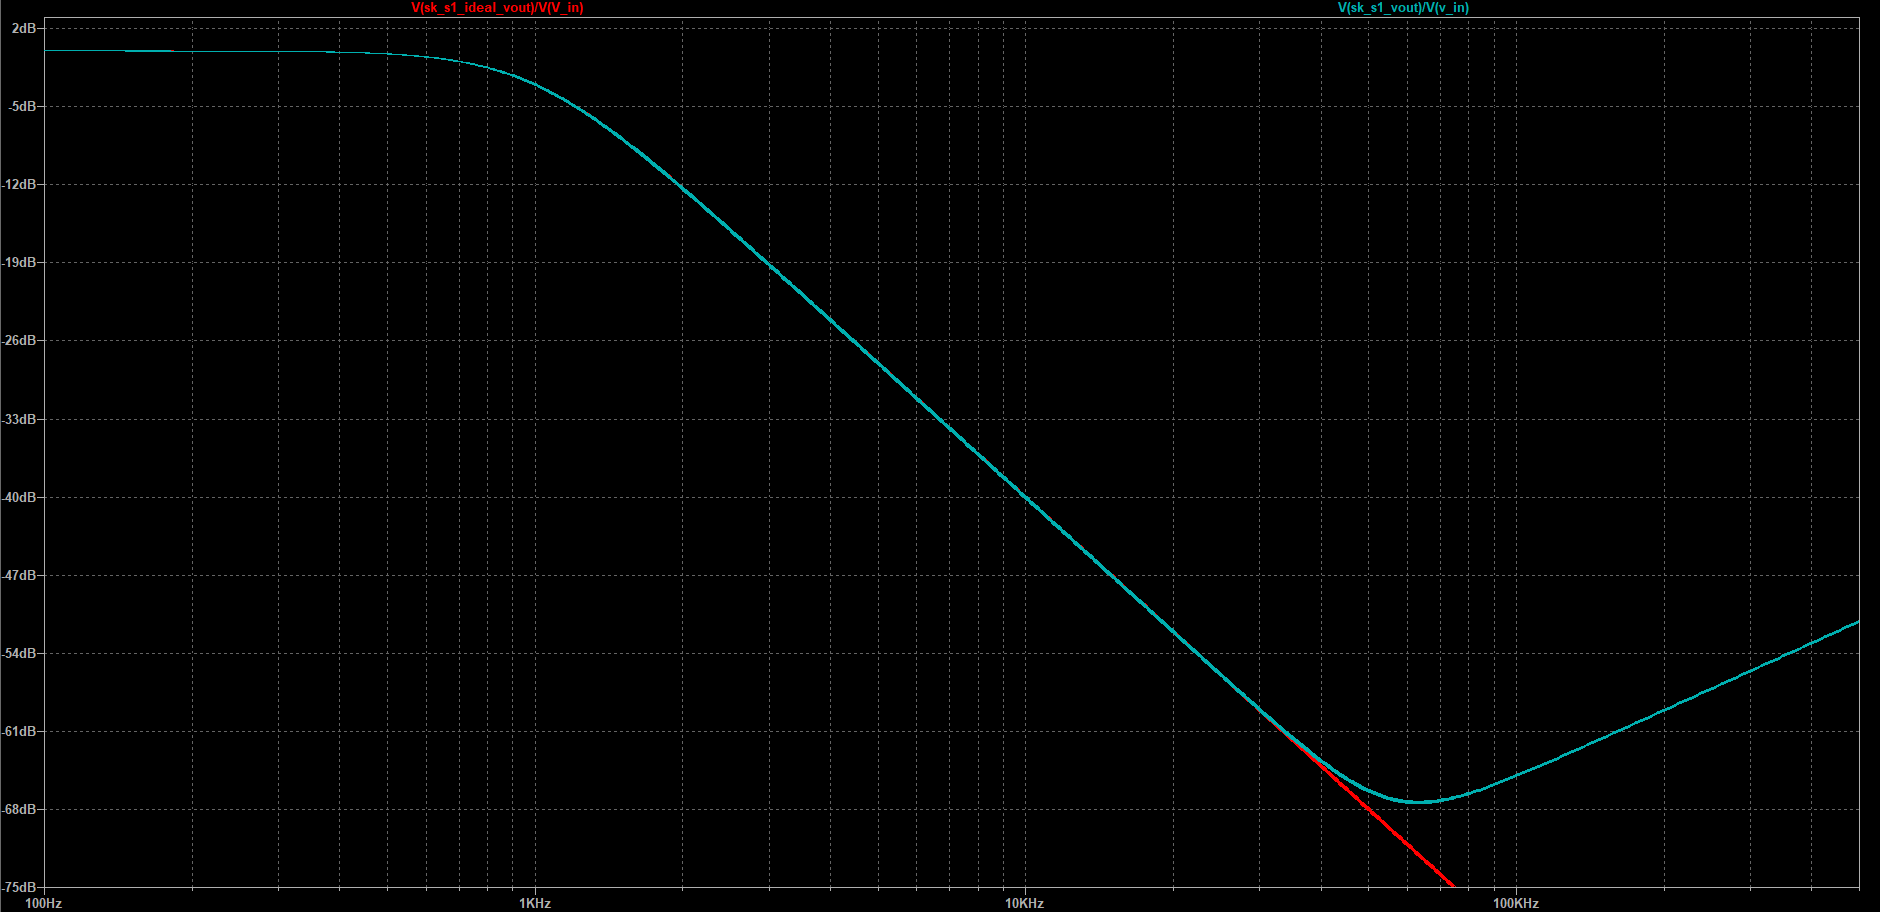 V(sk_s1_ideal_vout)/V(V_in)
V(sk_s1_vout)/V(v_in)
2dB
-5dB
-12dB
-19dB
-26dB
-33dB
-40dB
-47dB
-54dB
-61dB
-68dB
-75dB
100Hz
1KHz
10KHz
100KHz